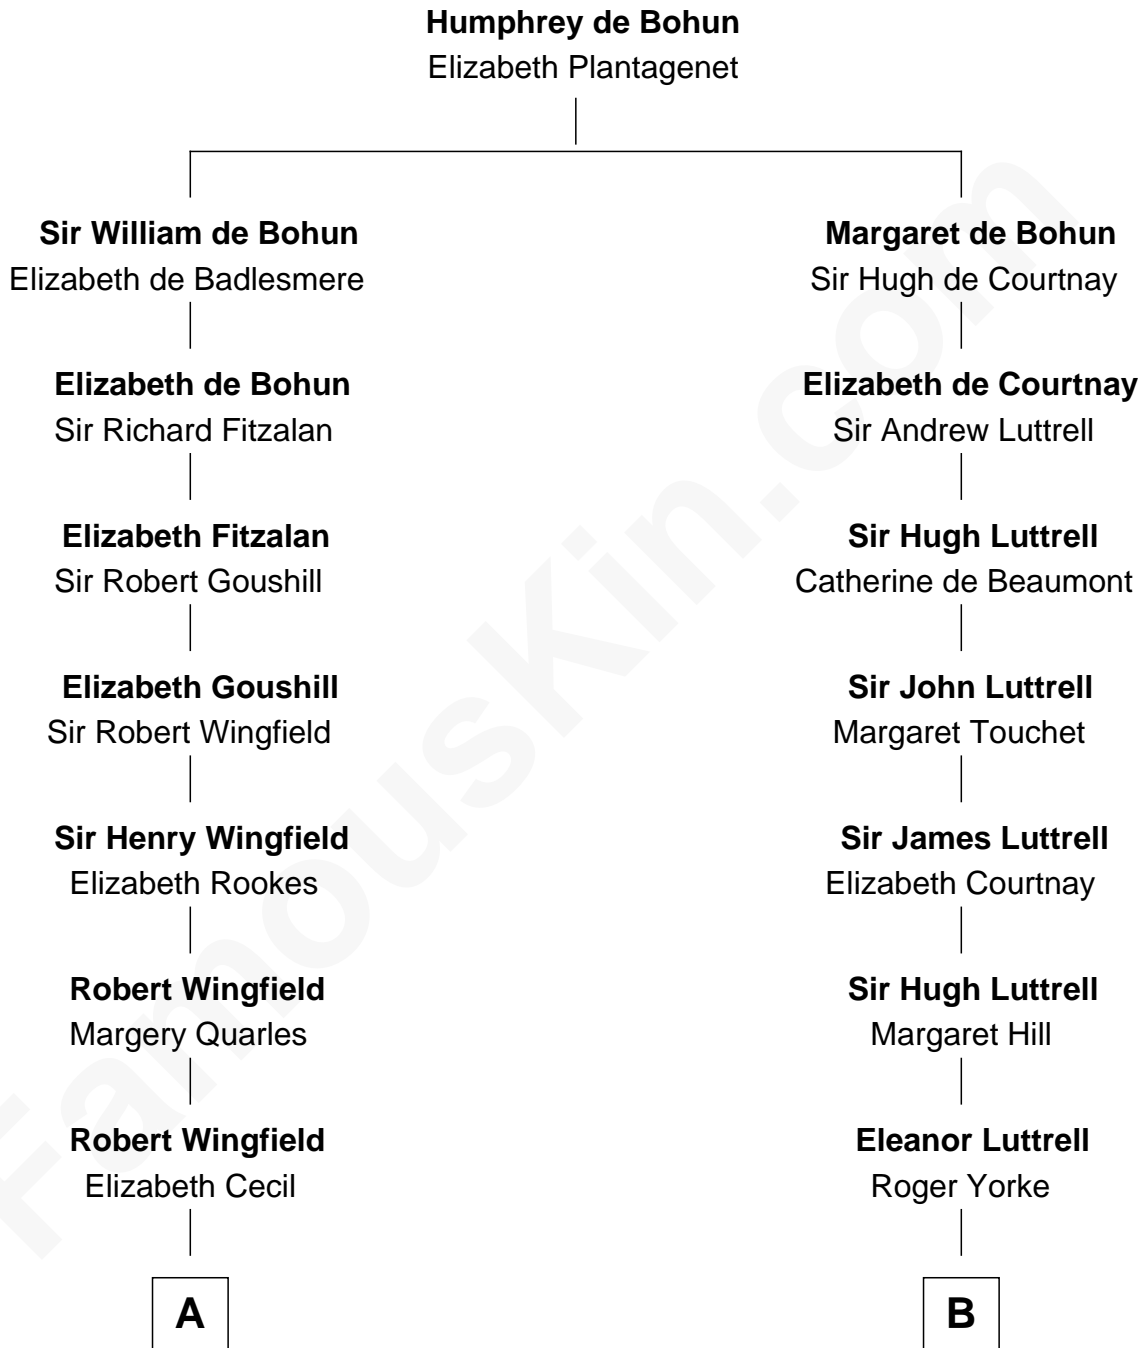 Humphrey de Bohun
Elizabeth Plantagenet
Sir William de Bohun
Elizabeth de Badlesmere
Margaret de Bohun
Sir Hugh de Courtnay
Elizabeth de Bohun
Sir Richard Fitzalan
Elizabeth de Courtnay
Sir Andrew Luttrell
Elizabeth Fitzalan
Sir Robert Goushill
Sir Hugh Luttrell
Catherine de Beaumont
Elizabeth Goushill
Sir Robert Wingfield
Sir John Luttrell
Margaret Touchet
Sir Henry Wingfield
Elizabeth Rookes
Sir James Luttrell
Elizabeth Courtnay
Robert Wingfield
Margery Quarles
Sir Hugh Luttrell
Margaret Hill
Robert Wingfield
Elizabeth Cecil
Eleanor Luttrell
Roger Yorke
A
B
FamousKin.com